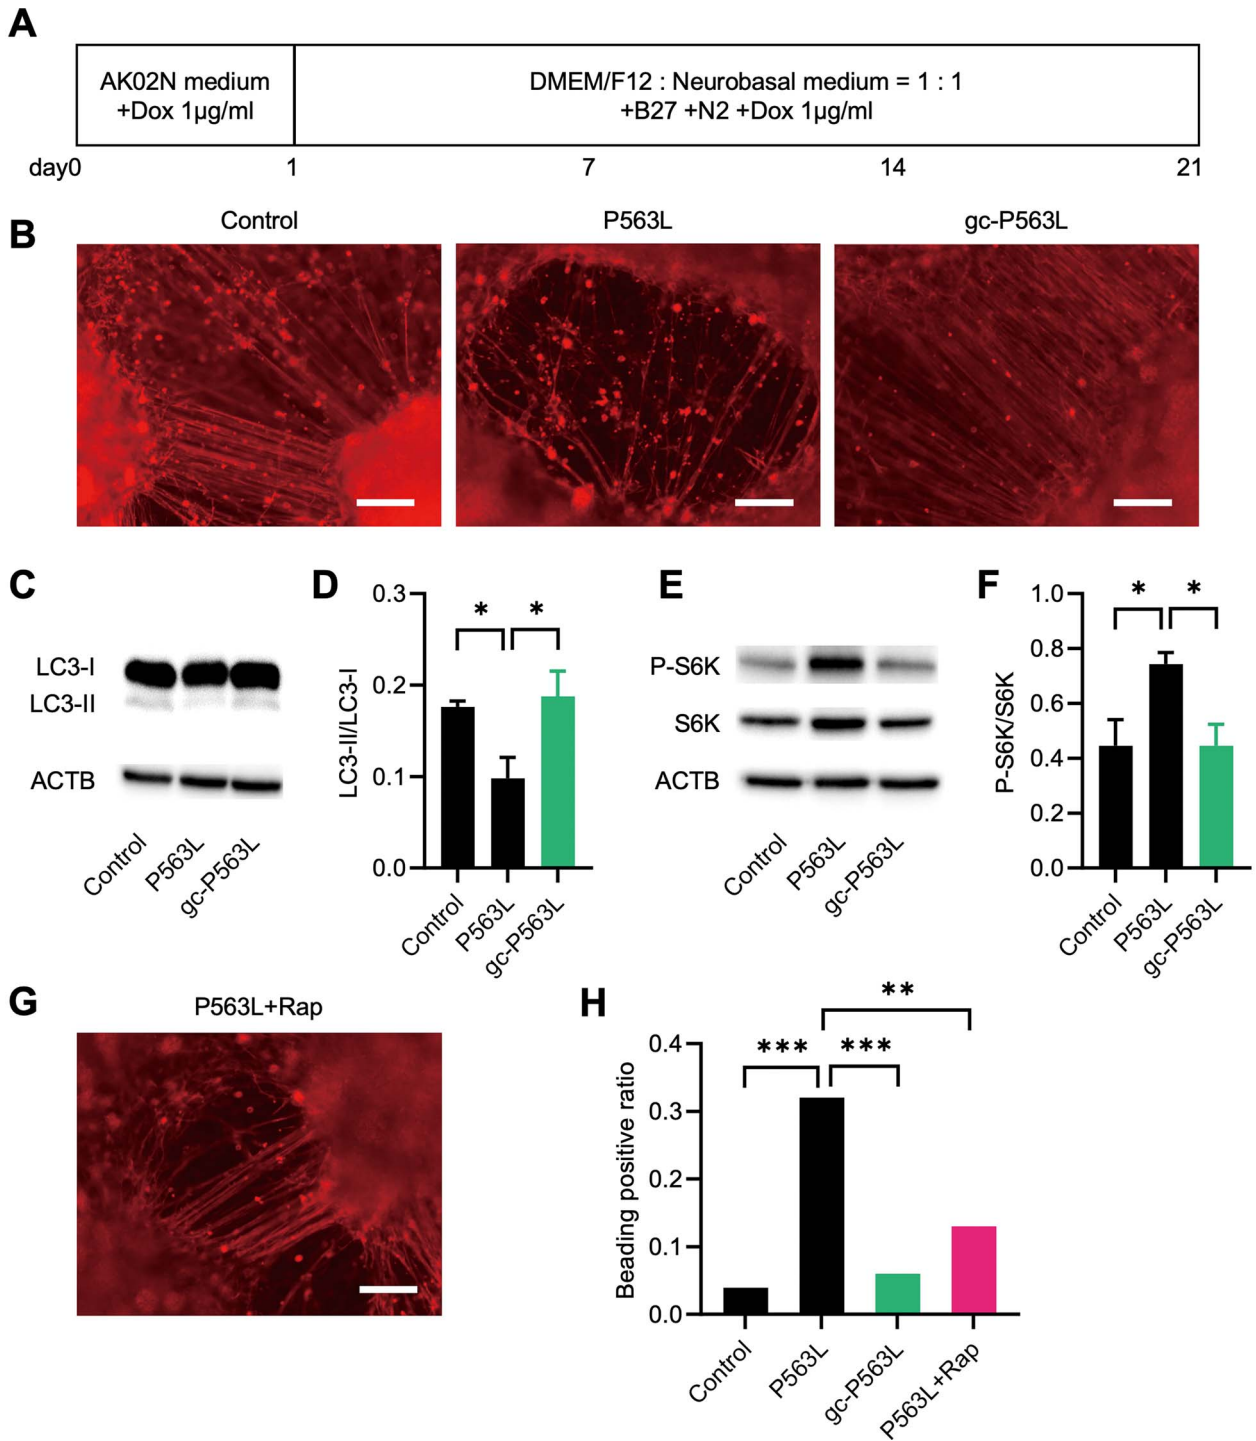 A
AK02N medium
+Dox 1µg/ml
DMEM/F12 : Neurobasal medium = 1 : 1
+B27 +N2 +Dox 1µg/ml
day0 1 7 14 21
B
Control P563L gc-P563L
C
LC3-I
LC3-II
ACTB
Control P563L gc-P563L
D
LC3-II/LC3-I
0.3
0.2
0.1
0.0
* *
Control P563L gc-P563L
E
P-S6K
S6K
ACTB
Control P563L gc-P563L
F
P-S6K/S6K
1.0
0.8
0.6
0.4
0.2
0.0
* *
Control P563L gc-P563L
G
P563L+Rap
H
Beading positive ratio
0.4
0.3
0.2
0.1
0.0
**
*** ***
Control P563L gc-P563L P563L+Rap